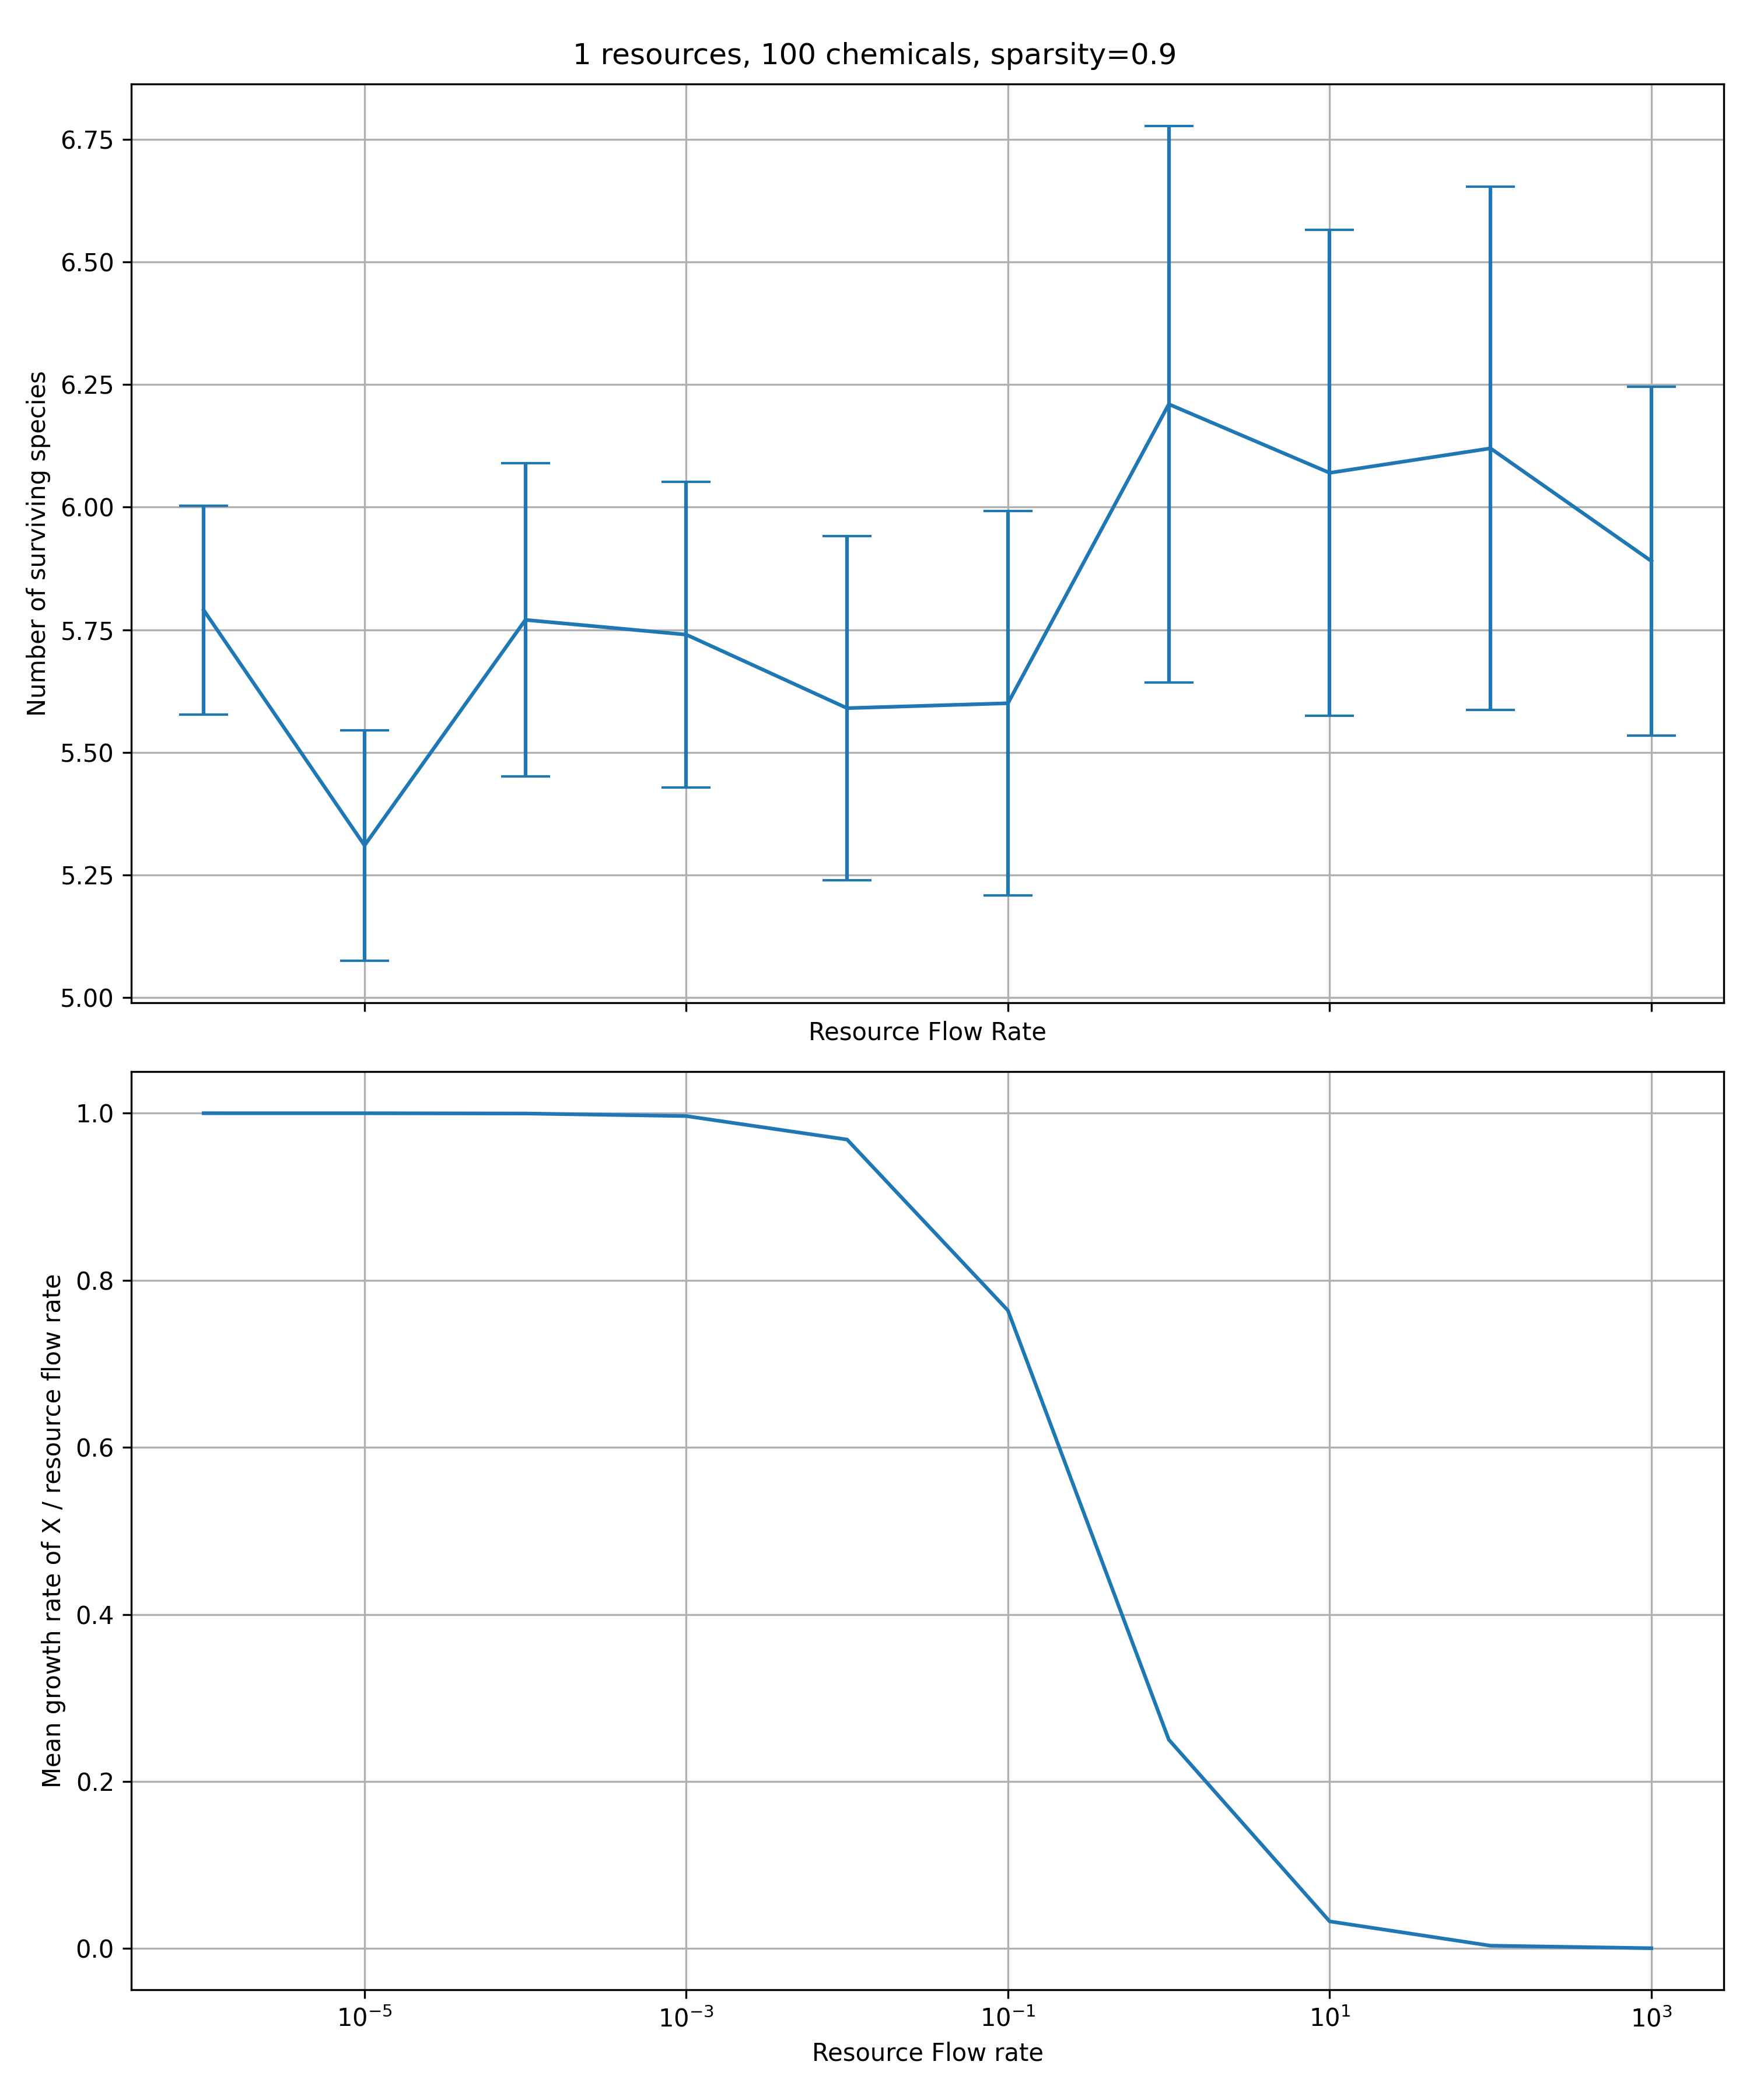 1 resources, 100 chemicals, sparsity=0.9
Number of surviving species
6.75
6.50
6.25
6.00
5.75
5.50
5.25
5.00
Resource Flow Rate
Mean growth rate of X / resource flow rate
1.0
0.8
0.6
0.4
0.2
0.0
10⁻⁵ 10⁻³ 10⁻¹ 10¹ 10³
Resource Flow rate